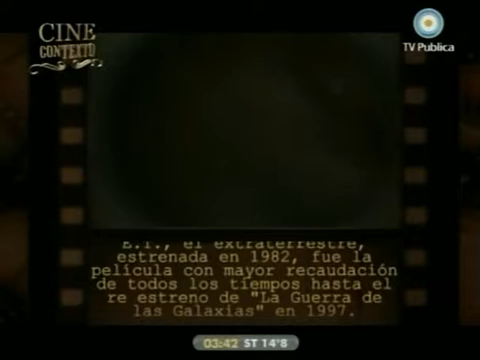 CINE
CONTEXTO
TV Pública
E.T., el extraterrestre,
estrenada en 1982, fue la
película con mayor recaudación
de todos los tiempos hasta el
re estreno de "La Guerra de
las Galaxias" en 1997.
03:42 ST 14°8